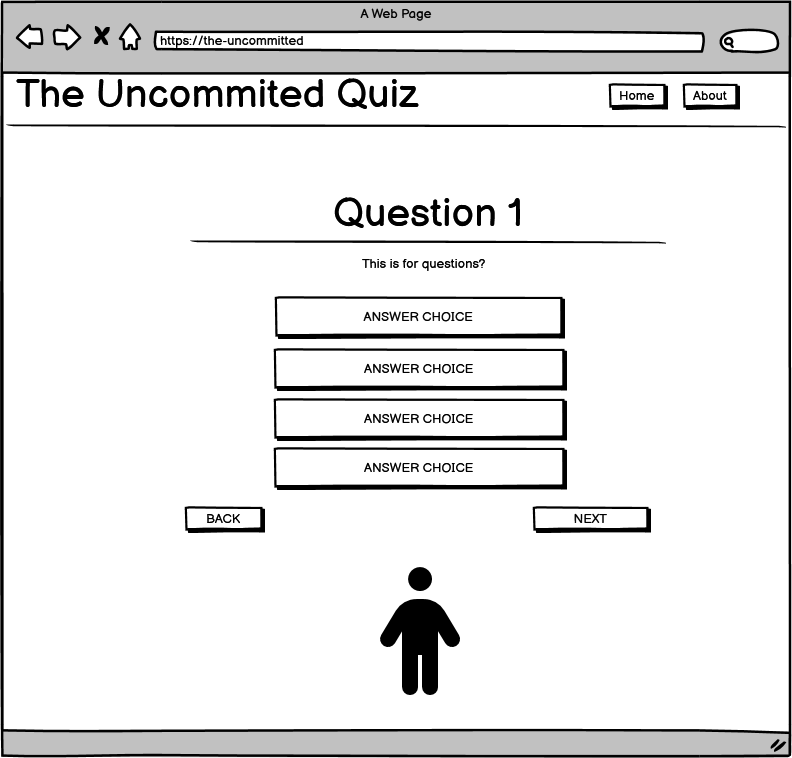 A Web Page
https://the-uncommitted
The Uncommited Quiz
Home
About
Question 1
This is for questions?
ANSWER CHOICE
ANSWER CHOICE
ANSWER CHOICE
ANSWER CHOICE
BACK
NEXT